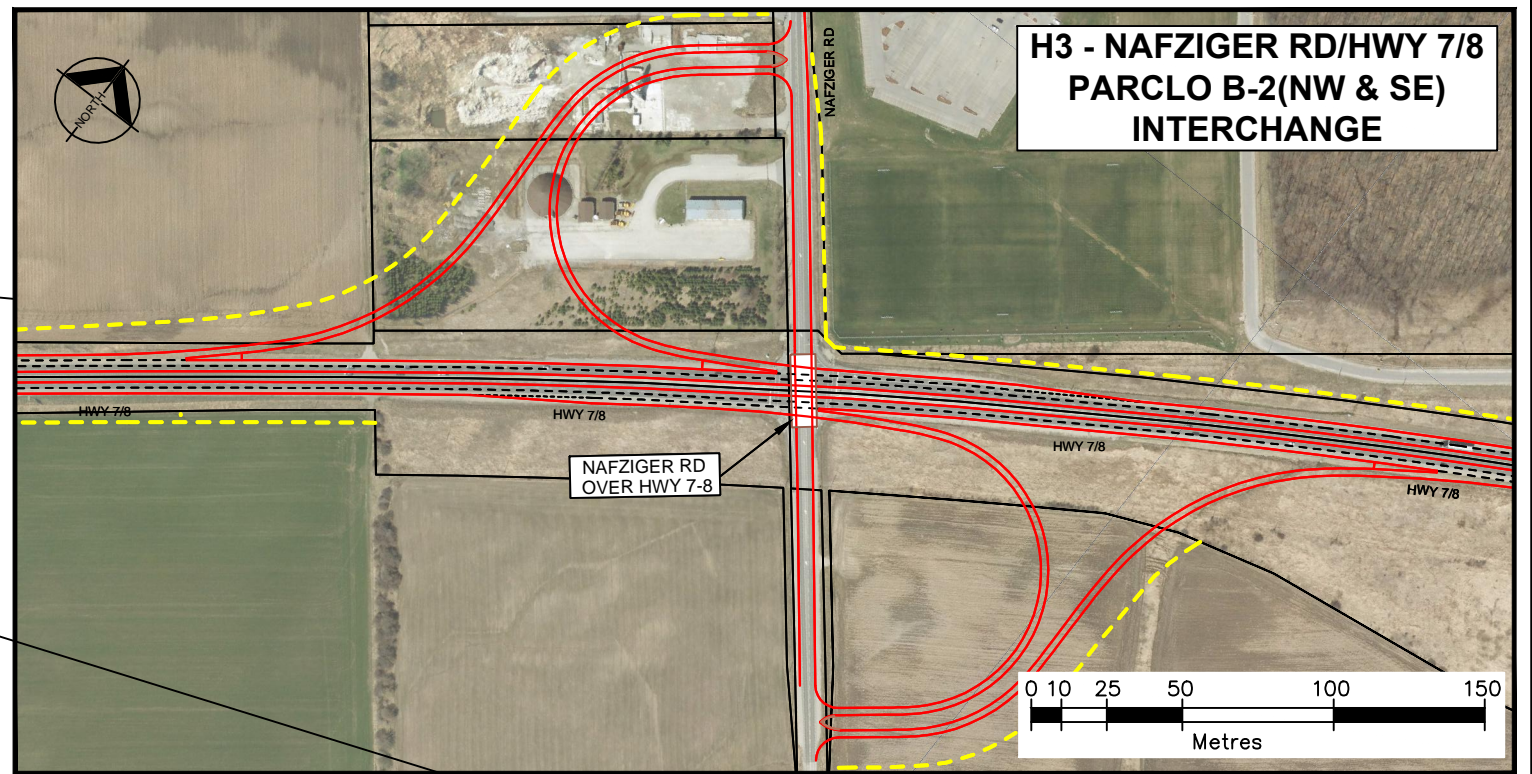 H3 - NAFZIGER RD/HWY 7/8
PARCLO B-2(NW & SE)
INTERCHANGE
NORTH
NAFZIGER RD
HWY 7/8
HWY 7/8
HWY 7/8
HWY 7/8
NAFZIGER RD
OVER HWY 7-8
0 10 25 50 100 150
Metres